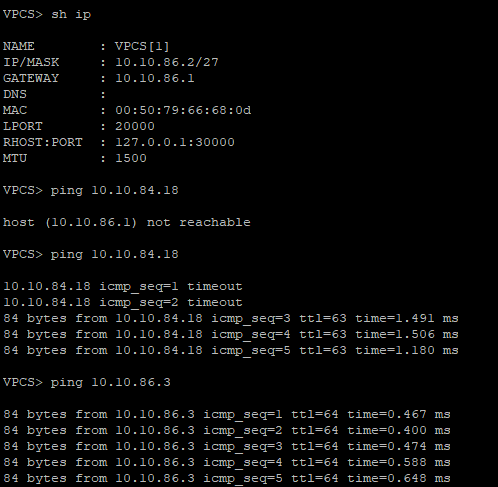 VPCS> sh ip
NAME        : VPCS[1]
IP/MASK     : 10.10.86.2/27
GATEWAY     : 10.10.86.1
DNS         :
MAC         : 00:50:79:66:68:0d
LPORT       : 20000
RHOST:PORT  : 127.0.0.1:30000
MTU         : 1500
VPCS> ping 10.10.84.18
host (10.10.86.1) not reachable
VPCS> ping 10.10.84.18
10.10.84.18 icmp_seq=1 timeout
10.10.84.18 icmp_seq=2 timeout
84 bytes from 10.10.84.18 icmp_seq=3 ttl=63 time=1.491 ms
84 bytes from 10.10.84.18 icmp_seq=4 ttl=63 time=1.506 ms
84 bytes from 10.10.84.18 icmp_seq=5 ttl=63 time=1.180 ms
VPCS> ping 10.10.86.3
84 bytes from 10.10.86.3 icmp_seq=1 ttl=64 time=0.467 ms
84 bytes from 10.10.86.3 icmp_seq=2 ttl=64 time=0.400 ms
84 bytes from 10.10.86.3 icmp_seq=3 ttl=64 time=0.474 ms
84 bytes from 10.10.86.3 icmp_seq=4 ttl=64 time=0.588 ms
84 bytes from 10.10.86.3 icmp_seq=5 ttl=64 time=0.648 ms